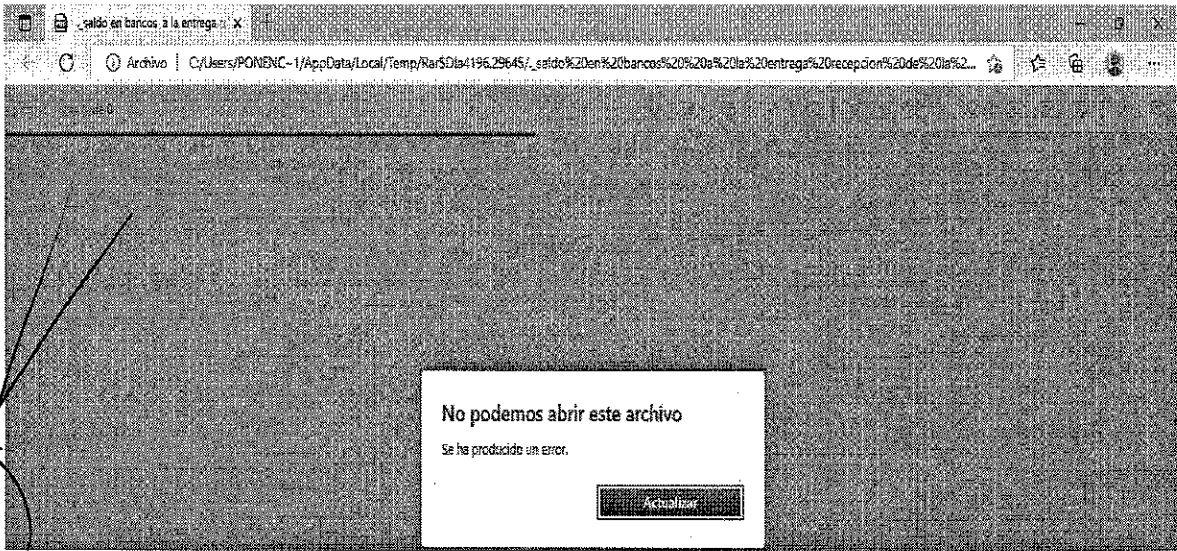 _saldo en bancos a la entrega
Archivo | C:/Users/PONENC~1/AppData/Local/Temp/Rar$DIa4196.29645/._saldo%20en%20bancos%20%20a%20la%20entrega%20recepcion%20de%20la%2...
No podemos abrir este archivo
Se ha producido un error.
Actualizar